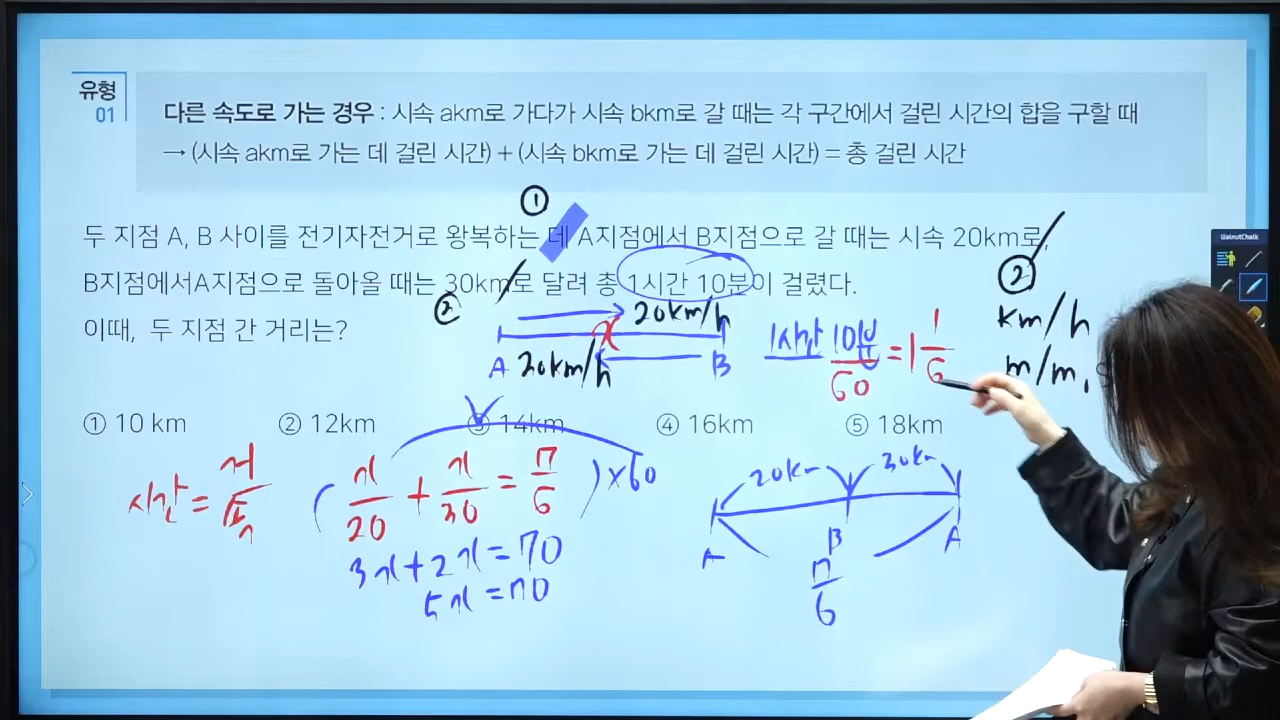 유형
01
다른 속도로 가는 경우 : 시속 akm로 가다가 시속 bkm로 갈 때는 각 구간에서 걸린 시간의 합을 구할 때
→ (시속 akm로 가는 데 걸린 시간) + (시속 bkm로 가는 데 걸린 시간) = 총 걸린 시간
①
두 지점 A, B 사이를 전기자전거로 왕복하는 데 A지점에서 B지점으로 갈 때는 시속 20km로,
B지점에서A지점으로 돌아올 때는 30km로 달려 총 1시간 10분이 걸렸다.
이때, 두 지점 간 거리는?
②
③
km/h
m/m.
x 20km/h
A 20km/h B
1시간 10분/60 = 1 1/6
① 10 km
② 12km
③ 14km
④ 16km
⑤ 18km
시간 = 거/속
( x/20 + x/30 = 7/6 ) ×60
3x+2x=70
5x=70
20km 30km
A B A
7/6
WalnutChalk